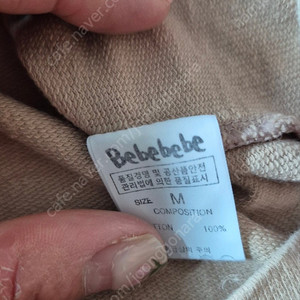 Bebebebe
품질경영 및 공산품안전
관리법에 의한 품질표시
SIZE M
COMPOSITION
TTON 100%